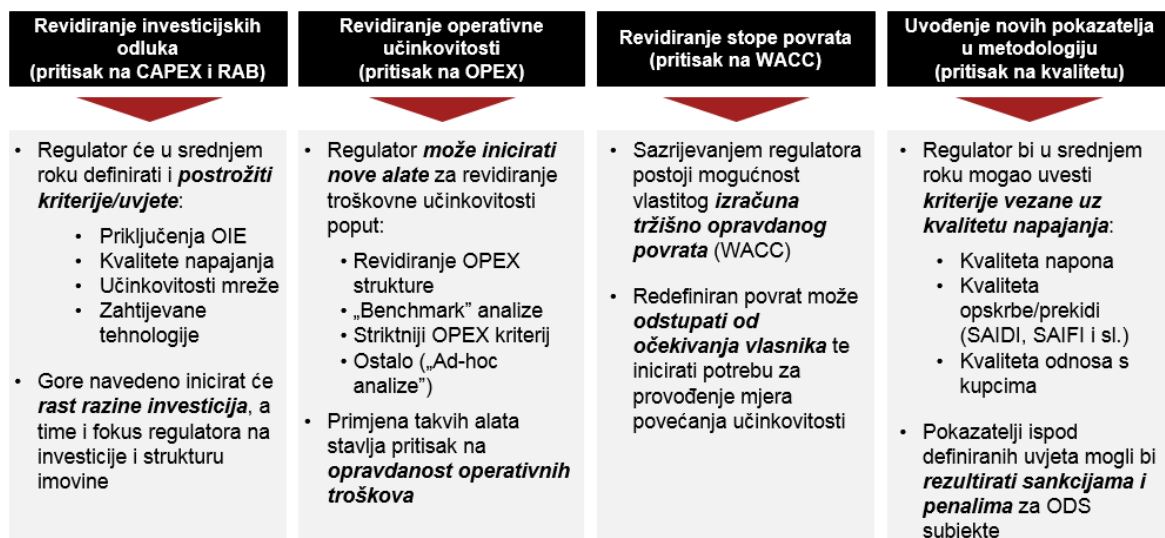 Revidiranje investicijskih
odluka
(pritisak na CAPEX i RAB)
• Regulator će u srednjem
roku definirati i postrožiti
kriterije/uvjete:
• Priključenja OIE
• Kvalitete napajanja
• Učinkovitosti mreže
• Zahtijevane
tehnologije
• Gore navedeno inicirat će
rast razine investicija, a
time i fokus regulatora na
investicije i strukturu
imovine
Revidiranje operativne
učinkovitosti
(pritisak na OPEX)
• Regulator može inicirati
nove alate za revidiranje
troškovne učinkovitosti
poput:
• Revidiranje OPEX
strukture
• „Benchmark” analize
• Striktniji OPEX kriterij
• Ostalo („Ad-hoc
analize”)
• Primjena takvih alata
stavlja pritisak na
opravdanost operativnih
troškova
Revidiranje stope povrata
(pritisak na WACC)
• Sazrijevanjem regulatora
postoji mogućnost
vlastitog izračuna
tržišno opravdanog
povrata (WACC)
• Redefiniran povrat može
odstupati od
očekivanja vlasnika te
inicirati potrebu za
provođenje mjera
povećanja učinkovitosti
Uvođenje novih pokazatelja
u metodologiju
(pritisak na kvalitetu)
• Regulator bi u srednjem
roku mogao uvesti
kriterije vezane uz
kvalitetu napajanja:
• Kvaliteta napona
• Kvaliteta
opskrbe/prekidi
(SAIDI, SAIFI i sl.)
• Kvaliteta odnosa s
kupcima
• Pokazatelji ispod
definiranih uvjeta mogli bi
rezultirati sankcijama i
penalima za ODS
subjekte